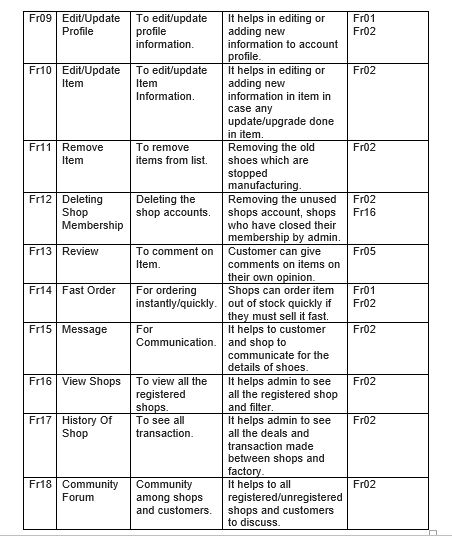 Fr09 Edit/Update To edit/update It helps in editing or Fr01
Profile profile adding new Fr02
information. information to account
profile.
Fr10 Edit/Update To edit/update It helps in editing or Fr02
Item Item adding new
Information. information in item in
case any
update/upgrade done
in item.
Fr11 Remove To remove Removing the old Fr02
Item items from list. shoes which are
stopped
manufacturing.
Fr12 Deleting Deleting the Removing the unused Fr02
Shop shop accounts. shops account, shops Fr16
Membership who have closed their
membership by admin.
Fr13 Review To comment on Customer can give Fr05
Item. comments on items on
their own opinion.
Fr14 Fast Order For ordering Shops can order item Fr01
instantly/quickly. out of stock quickly if Fr02
they must sell it fast.
Fr15 Message For It helps to customer Fr02
Communication. and shop to
communicate for the
details of shoes.
Fr16 View Shops To view all the It helps admin to see Fr02
registered all the registered shop
shops. and filter.
Fr17 History Of To see all It helps admin to see Fr02
Shop transaction. all the deals and
transaction made
between shops and
factory.
Fr18 Community Community It helps to all Fr02
Forum among shops registered/unregistered
and customers. shops and customers
to discuss.